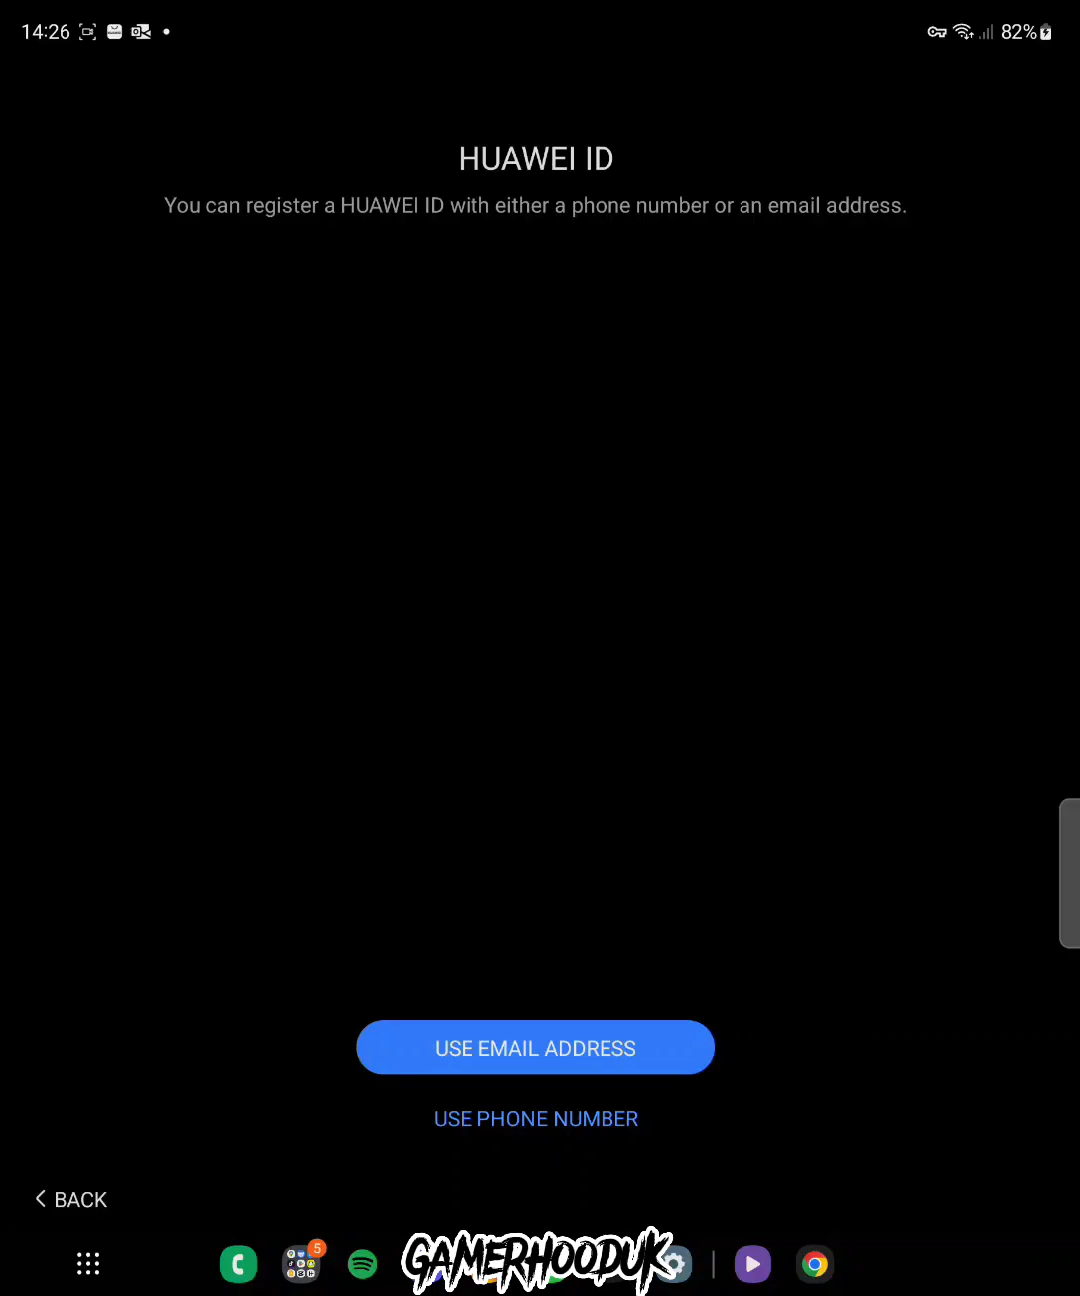 14:26
82%
HUAWEI ID
You can register a HUAWEI ID with either a phone number or an email address.
USE EMAIL ADDRESS
USE PHONE NUMBER
BACK
5
GAMERHOODUK